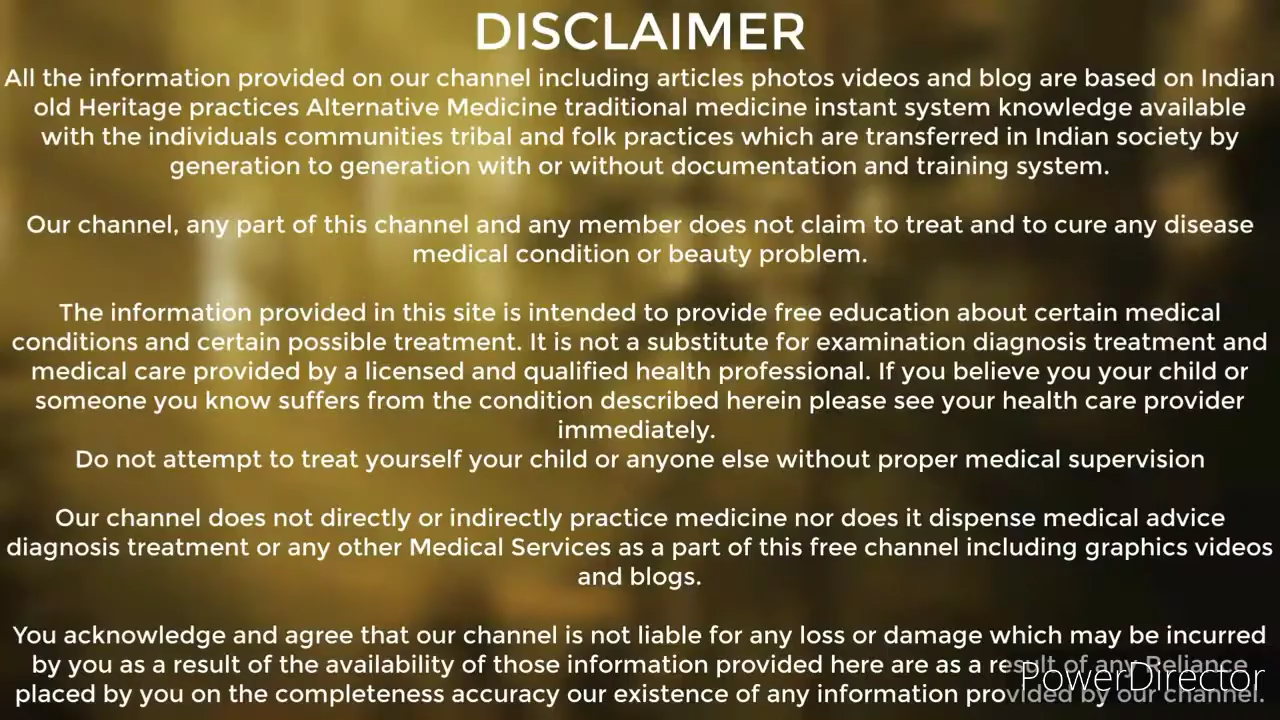 DISCLAIMER
All the information provided on our channel including articles photos videos and blog are based on Indian
old Heritage practices Alternative Medicine traditional medicine instant system knowledge available
with the individuals communities tribal and folk practices which are transferred in Indian society by
generation to generation with or without documentation and training system.
Our channel, any part of this channel and any member does not claim to treat and to cure any disease
medical condition or beauty problem.
The information provided in this site is intended to provide free education about certain medical
conditions and certain possible treatment. It is not a substitute for examination diagnosis treatment and
medical care provided by a licensed and qualified health professional. If you believe you your child or
someone you know suffers from the condition described herein please see your health care provider
immediately.
Do not attempt to treat yourself your child or anyone else without proper medical supervision
Our channel does not directly or indirectly practice medicine nor does it dispense medical advice
diagnosis treatment or any other Medical Services as a part of this free channel including graphics videos
and blogs.
You acknowledge and agree that our channel is not liable for any loss or damage which may be incurred
by you as a result of the availability of those information provided here are as a result of any Reliance
placed by you on the completeness accuracy our existence of any information provided by our channel.
PowerDirector